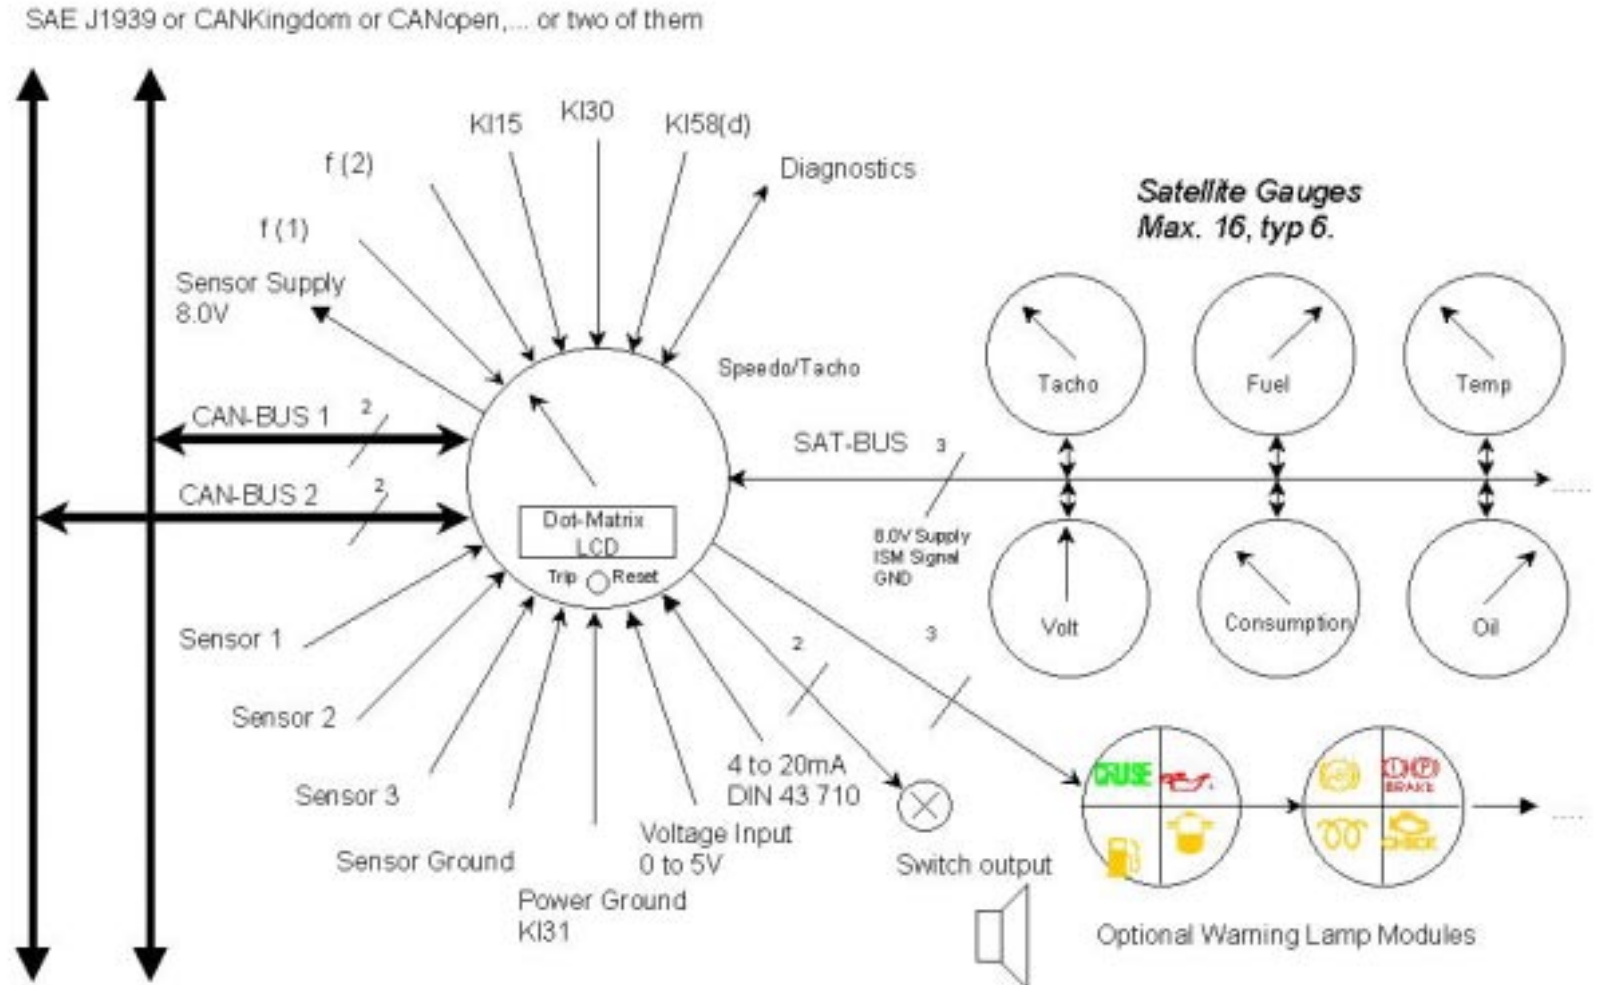 SAE J1939 or CANKingdom or CANopen,... or two of them
KI15
KI30
KI58(d)
f (2)
Diagnostics
f (1)
Sensor Supply
8.0V
Satellite Gauges
Max. 16, typ 6.
Speedo/Tacho
Tacho
Fuel
Temp
CAN-BUS 1
2
SAT-BUS
3
CAN-BUS 2
2
.....
Dot-Matrix
LCD
Trip
Reset
8.0V Supply
ISM Signal
GND
Volt
Consumption
Oil
Sensor 1
2
3
Sensor 2
Sensor 3
4 to 20mA
DIN 43 710
CRUISE
BRAKE
CHECK
....
Voltage Input
0 to 5V
Sensor Ground
Switch output
Power Ground
KI31
Optional Warning Lamp Modules